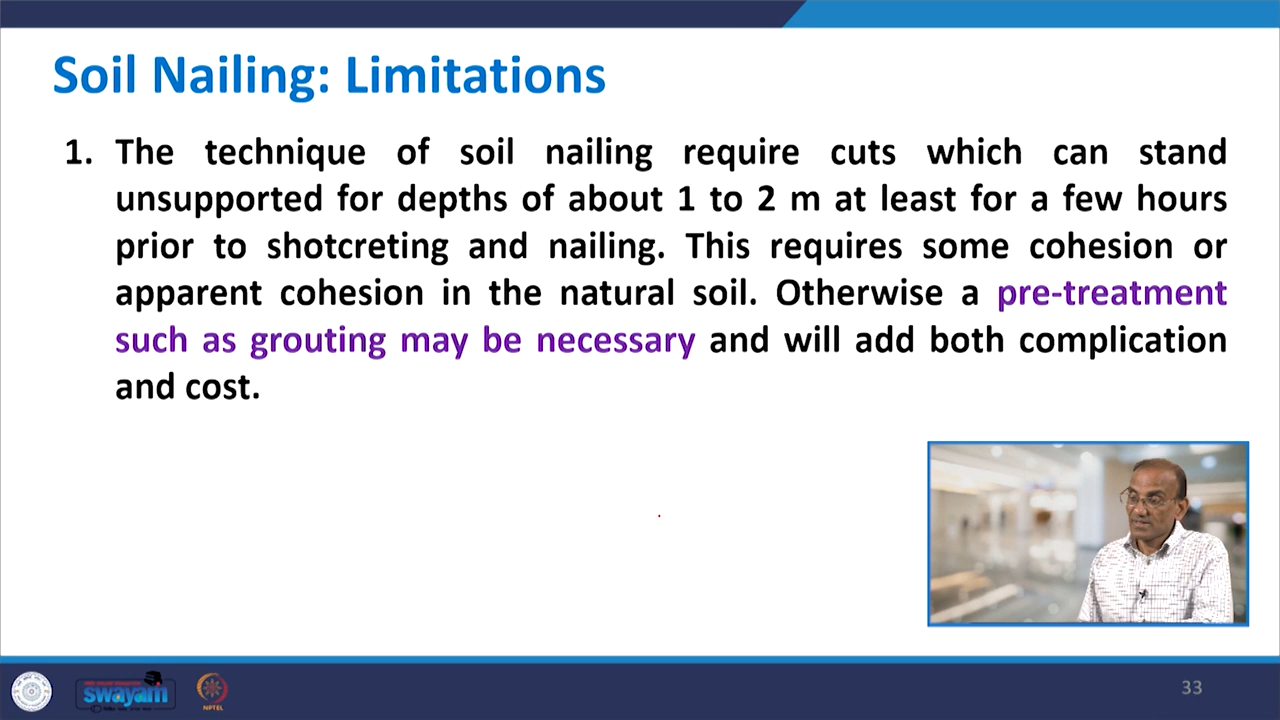 Soil Nailing: Limitations
1. The technique of soil nailing require cuts which can stand
unsupported for depths of about 1 to 2 m at least for a few hours
prior to shotcreting and nailing. This requires some cohesion or
apparent cohesion in the natural soil. Otherwise a pre-treatment
such as grouting may be necessary and will add both complication
and cost.
swayam
NPTEL
33